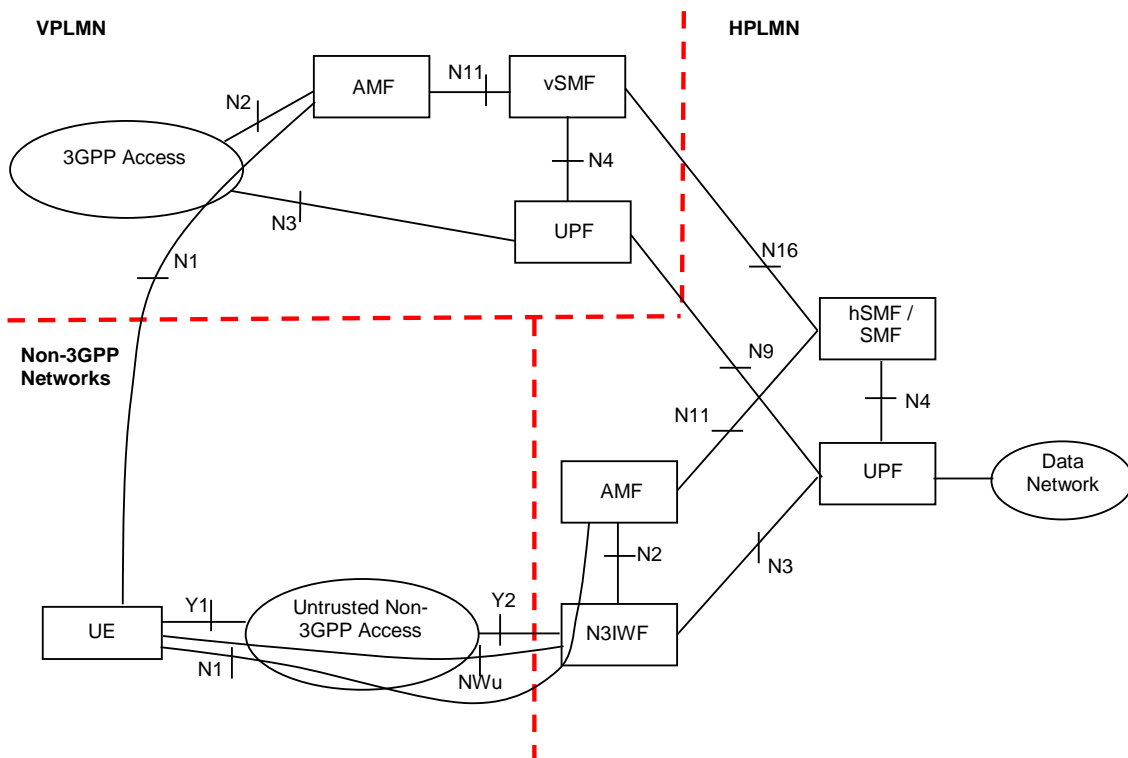 VPLMN
HPLMN
N11
AMF
vSMF
N2
3GPP Access
N4
N3
UPF
N1
N16
hSMF /
SMF
Non-3GPP
Networks
N9
N4
N11
UPF
Data
Network
AMF
N2
N3
Y1
Untrusted Non-
3GPP Access
Y2
UE
N3IWF
N1
NWu